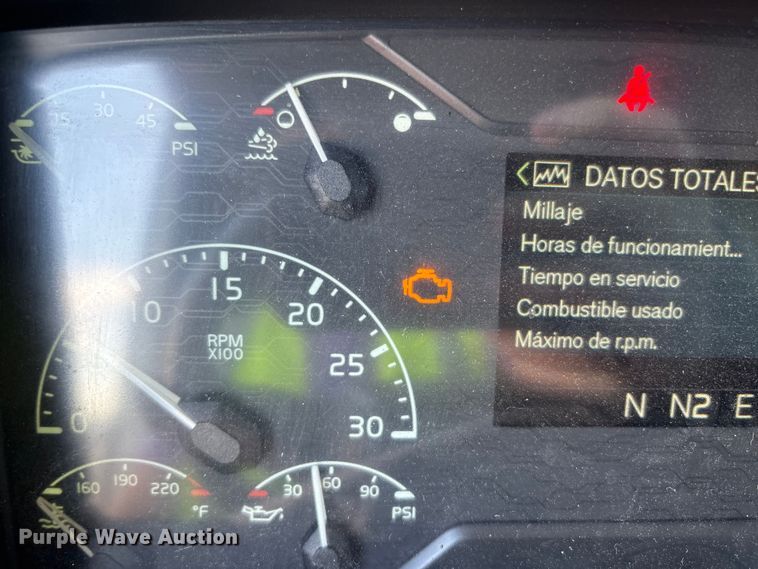 15 30 45
PSI
DATOS TOTALES
Millaje
Horas de funcionamient...
Tiempo en servicio
Combustible usado
Máximo de r.p.m.
N N2 E
0 10 15 20 25 30
RPM
X100
160 190 220
°F
30 60 90
PSI
Purple Wave Auction